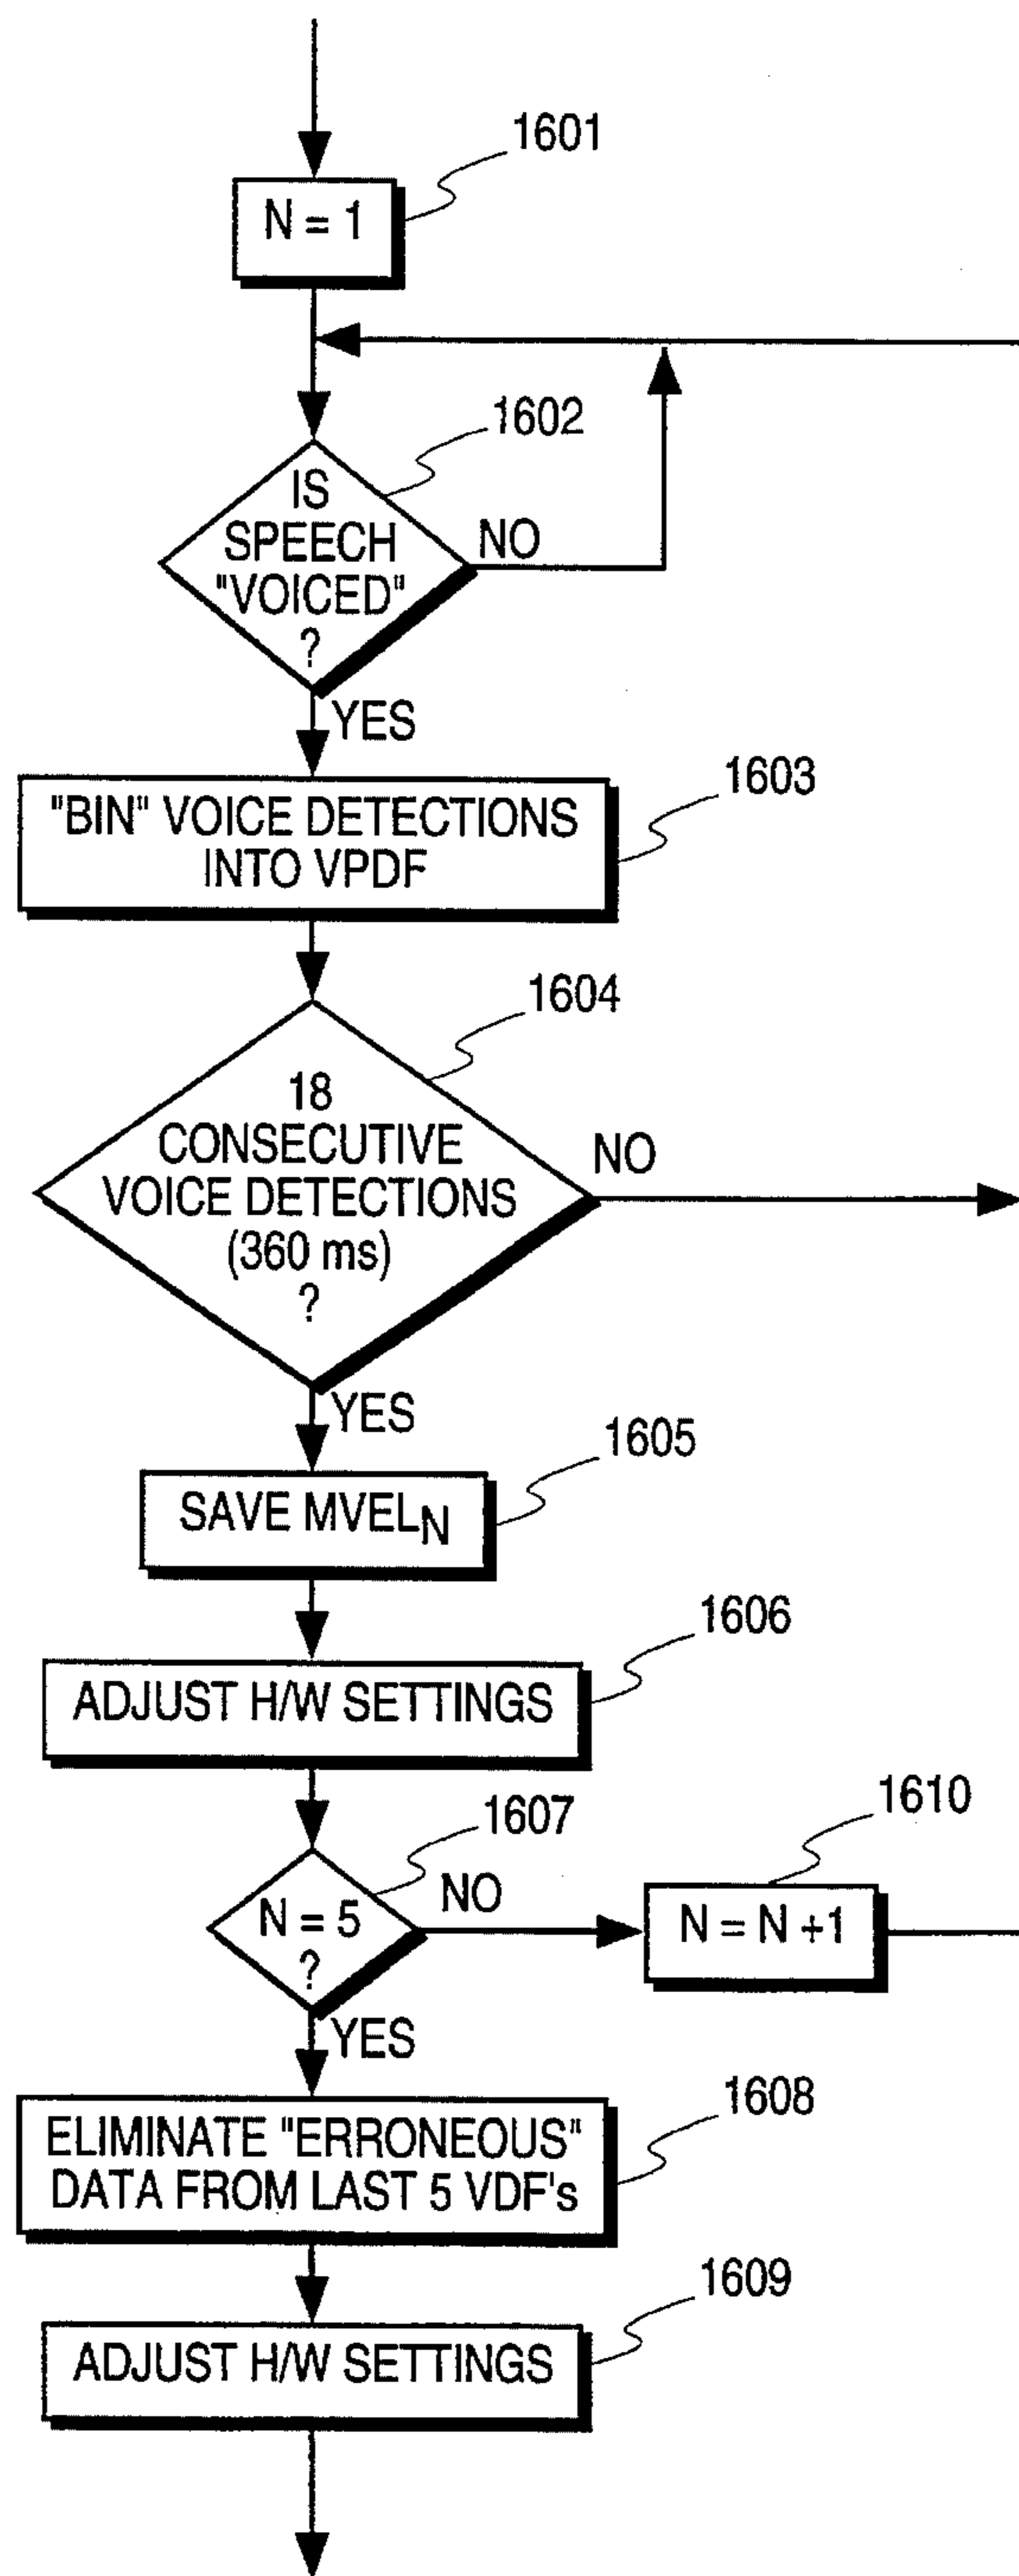 1601
N = 1
1602
IS
SPEECH
"VOICED"
?
NO
YES
1603
"BIN" VOICE DETECTIONS
INTO VPDF
1604
18
CONSECUTIVE
VOICE DETECTIONS
(360 ms)
?
NO
YES
1605
SAVE MVELN
1606
ADJUST H/W SETTINGS
1607
N = 5
?
NO
1610
N = N +1
YES
1608
ELIMINATE "ERRONEOUS"
DATA FROM LAST 5 VDF's
1609
ADJUST H/W SETTINGS